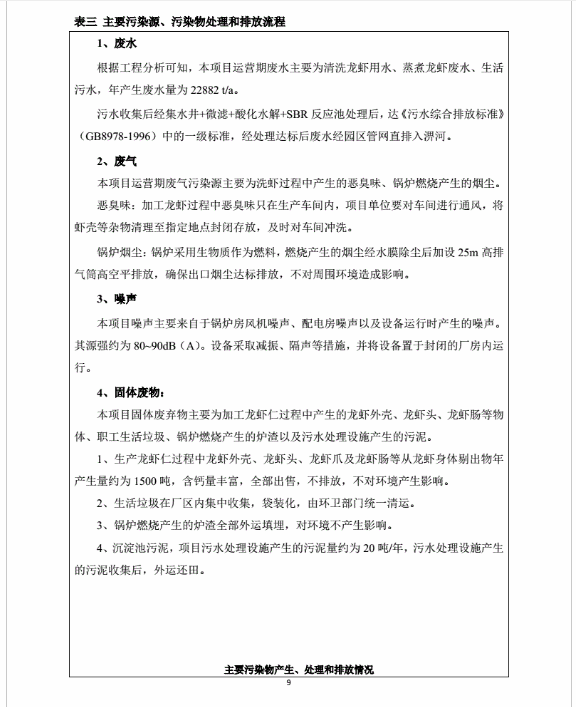 表三 主要污染源、污染物处理和排放流程
1、废水
根据工程分析可知，本项目运营期废水主要为清洗龙虾用水、蒸煮龙虾废水、生活
污水，年产生废水量为 22882 t/a。
污水收集后经集水井+微滤+酸化水解+SBR 反应池处理后，达《污水综合排放标准》
（GB8978-1996）中的一级标准，经处理达标后废水经园区管网直排入淠河。
2、废气
本项目运营期废气污染源主要为洗虾过程中产生的恶臭味、锅炉燃烧产生的烟尘。
恶臭味：加工龙虾过程中恶臭味只在生产车间内，项目单位要对车间进行通风，将
虾壳等杂物清理至指定地点封闭存放，及时对车间冲洗。
锅炉烟尘：锅炉采用生物质作为燃料，燃烧产生的烟尘经水膜除尘后加设 25m 高排
气筒高空平排放，确保出口烟尘达标排放，不对周围环境造成影响。
3、噪声
本项目噪声主要来自于锅炉房风机噪声、配电房噪声以及设备运行时产生的噪声。
其源强约为 80~90dB（A）。设备采取减振、隔声等措施，并将设备置于封闭的厂房内运
行。
4、固体废物：
本项目固体废弃物主要为加工龙虾仁过程中产生的龙虾外壳、龙虾头、龙虾肠等物
体、职工生活垃圾、锅炉燃烧产生的炉渣以及污水处理设施产生的污泥。
1、生产龙虾仁过程中龙虾外壳、龙虾头、龙虾爪及龙虾肠等从龙虾身体剔出物年
产生量约为 1500 吨，含钙量丰富，全部出售，不排放，不对环境产生影响。
2、生活垃圾在厂区内集中收集，袋装化，由环卫部门统一清运。
3、锅炉燃烧产生的炉渣全部外运填埋，对环境不产生影响。
4、沉淀池污泥，项目污水处理设施产生的污泥量约为 20 吨/年，污水处理设施产生
的污泥收集后，外运还田。
主要污染物产生、处理和排放情况
9